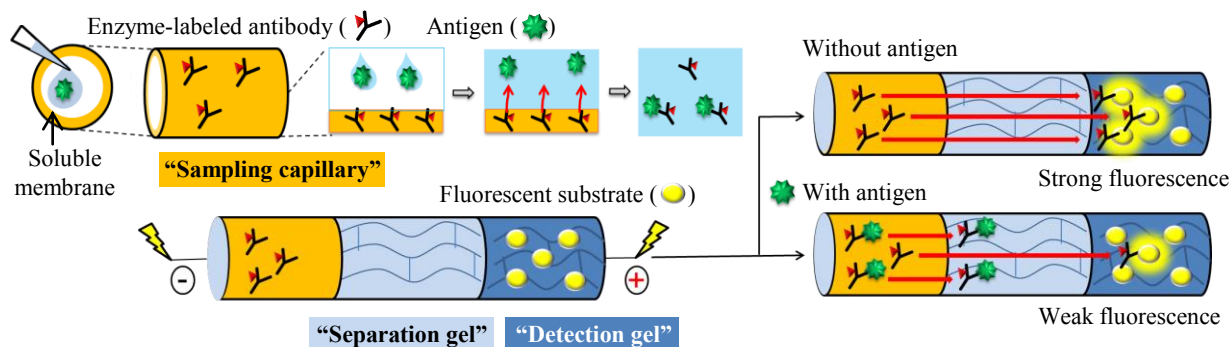 Enzyme-labeled antibody ( )
Antigen ( )
Soluble
membrane
“Sampling capillary”
Fluorescent substrate ( )
-
+
“Separation gel”
“Detection gel”
Without antigen
Strong fluorescence
With antigen
Weak fluorescence